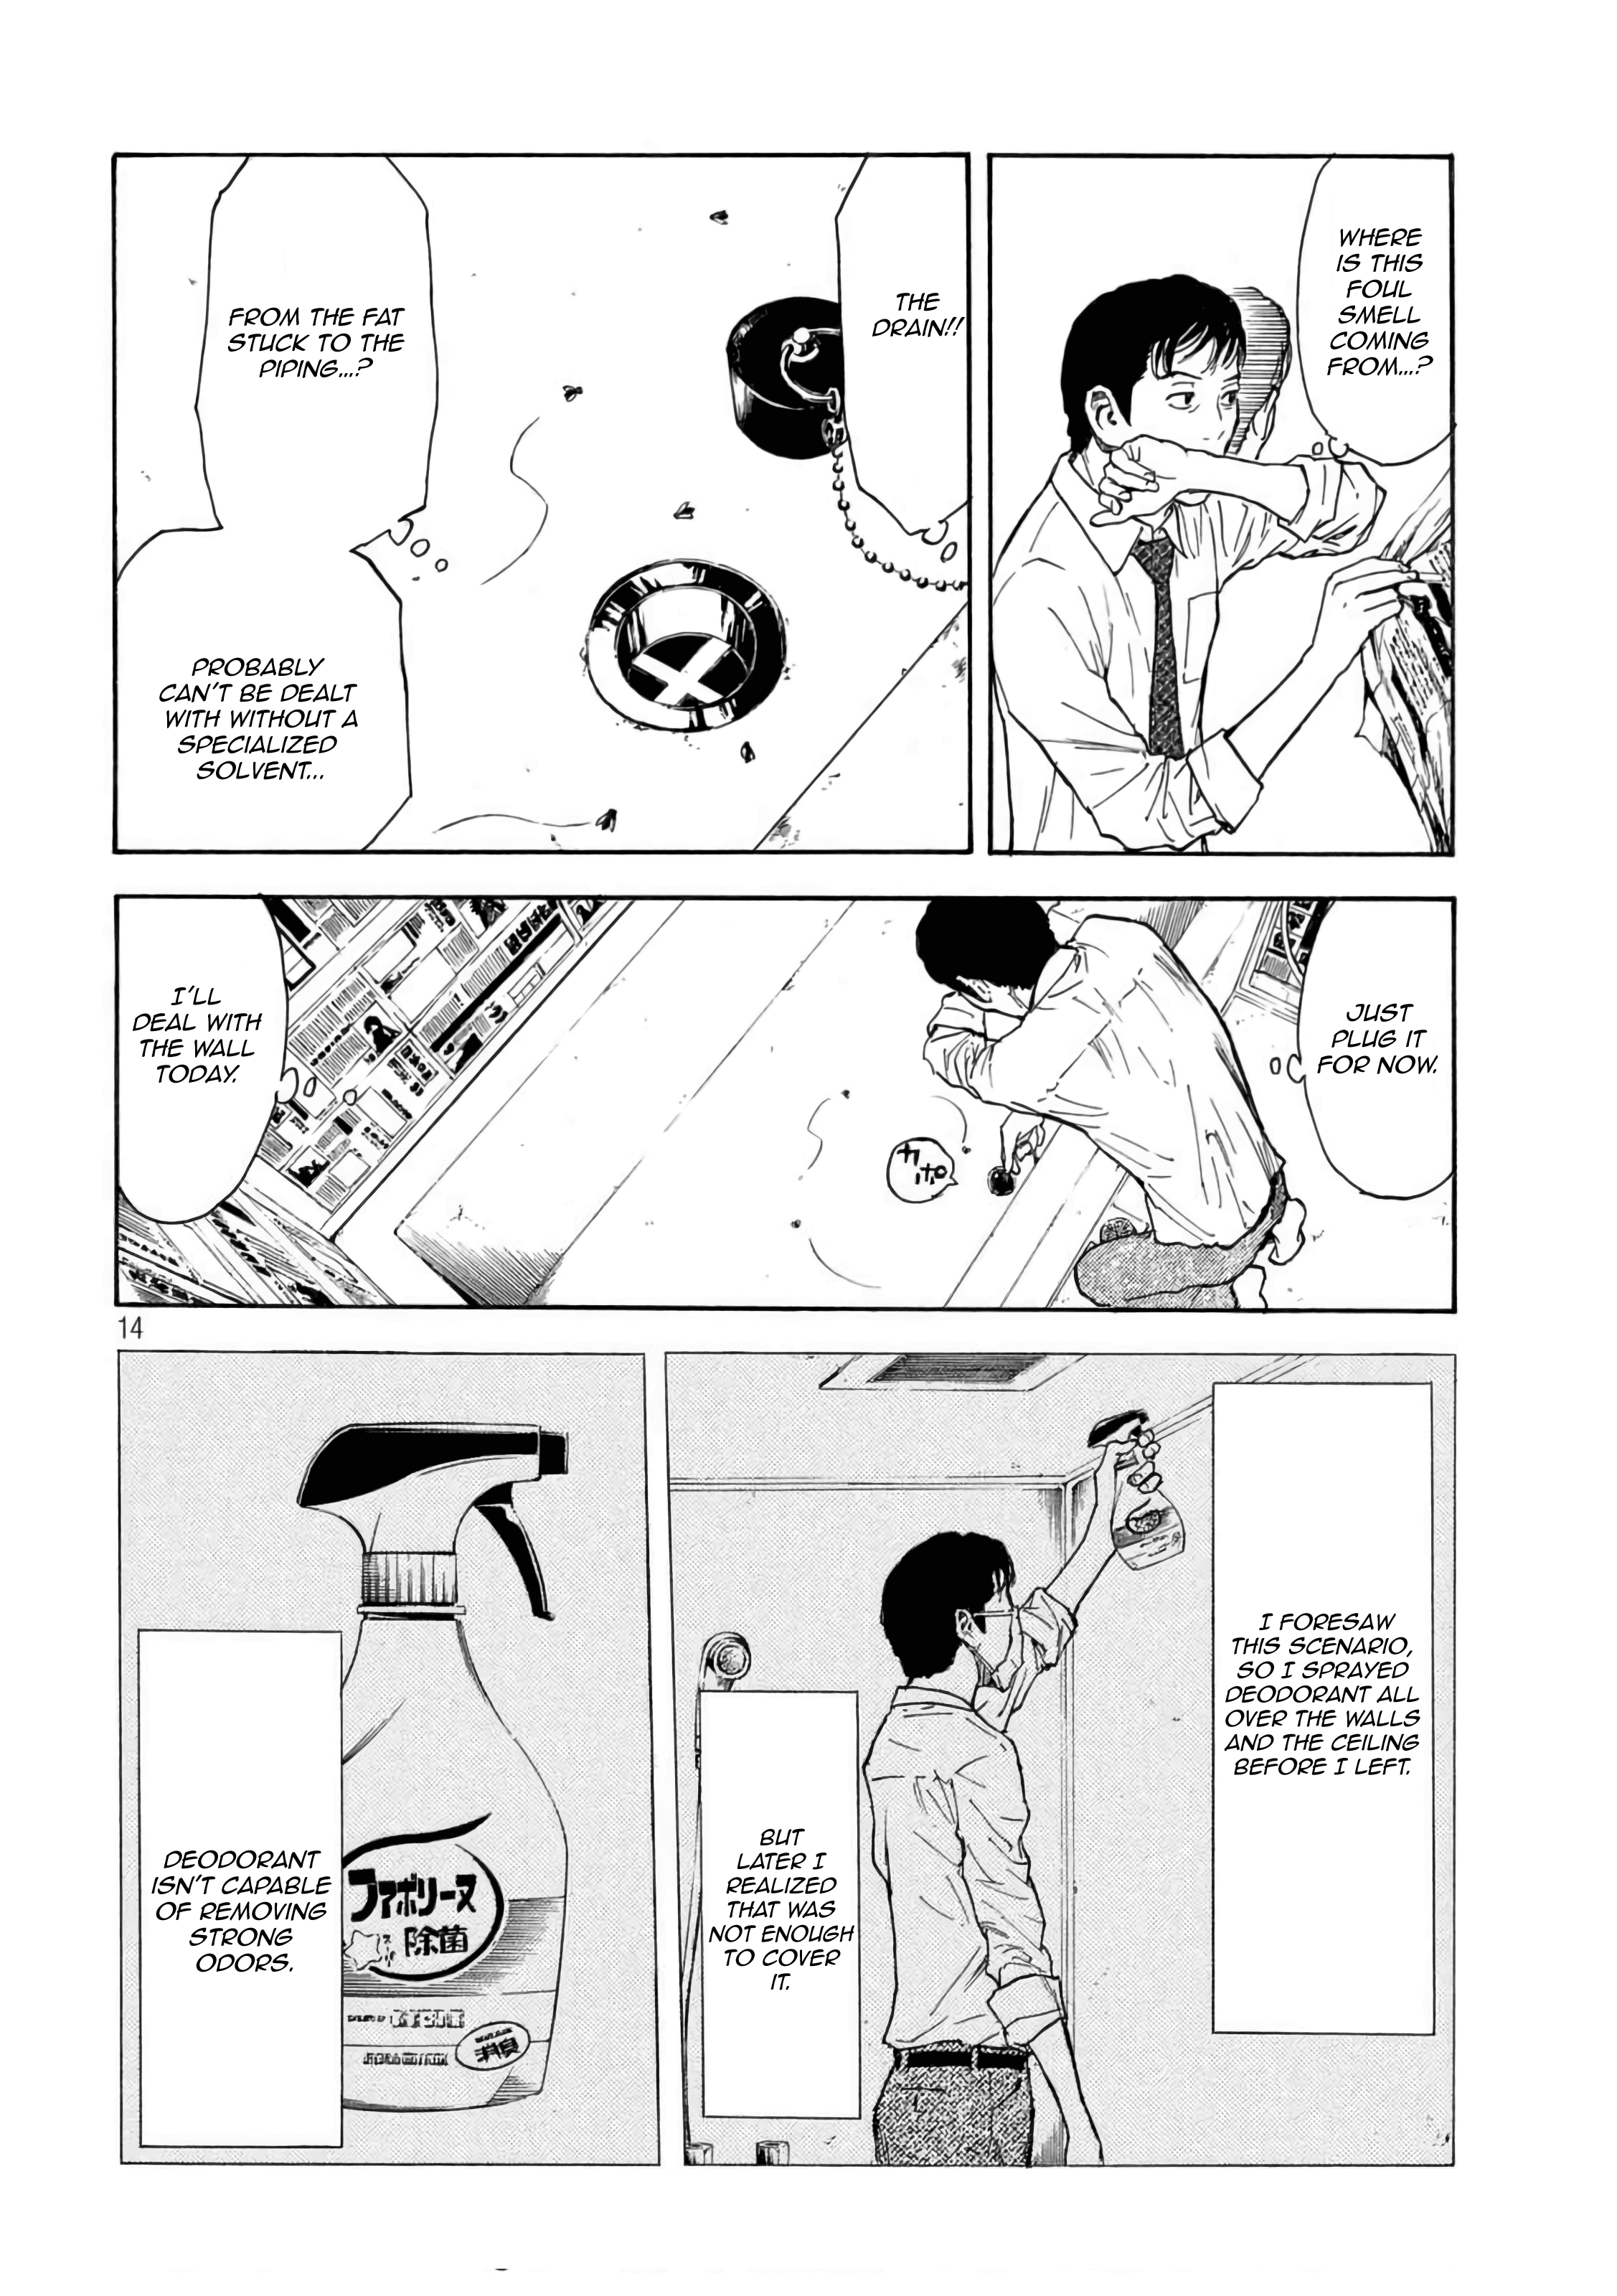 WHERE
IS THIS
FOUL
SMELL
COMING
FROM...?
THE
DRAIN!!
FROM THE FAT
STUCK TO THE
PIPING...?
PROBABLY
CAN'T BE DEALT
WITH WITHOUT A
SPECIALIZED
SOLVENT...
JUST
PLUG IT
FOR NOW.
カポ
I'LL
DEAL WITH
THE WALL
TODAY.
14
I FORESAW
THIS SCENARIO,
SO I SPRAYED
DEODORANT ALL
OVER THE WALLS
AND THE CEILING
BEFORE I LEFT.
BUT
LATER I
REALIZED
THAT WAS
NOT ENOUGH
TO COVER
IT.
ファボリーヌ
除菌
消臭
DEODORANT
ISN'T CAPABLE
OF REMOVING
STRONG
ODORS.